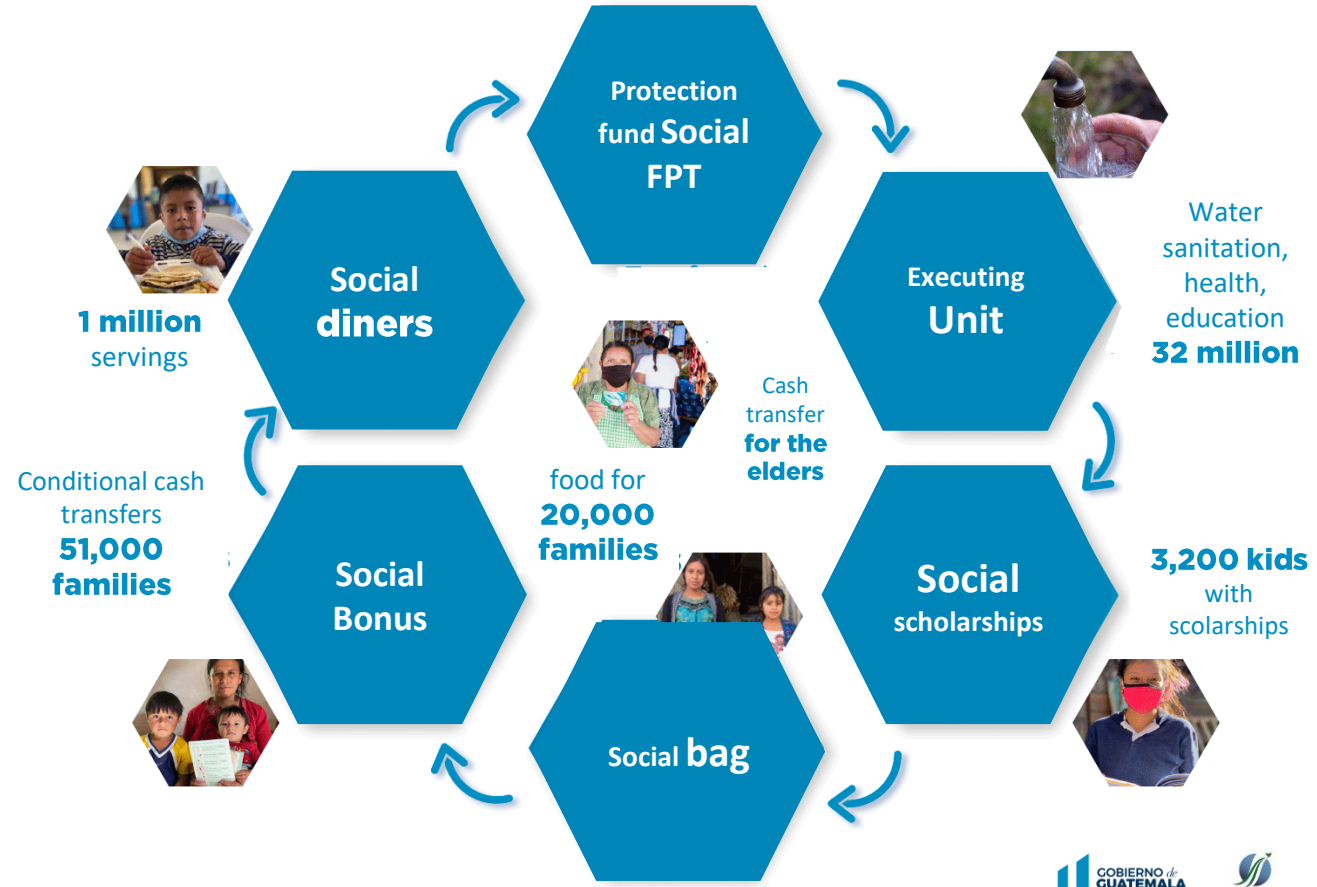 Protection
fund Social
FPT
Executing
Unit
Water
sanitation,
health,
education
32 million
Social
scholarships
3,200 kids
with
scolarships
Social bag
food for
20,000
families
Cash
transfer
for the
elders
Social
Bonus
Conditional cash
transfers
51,000
families
Social
diners
1 million
servings
GOBIERNO de
GUATEMALA